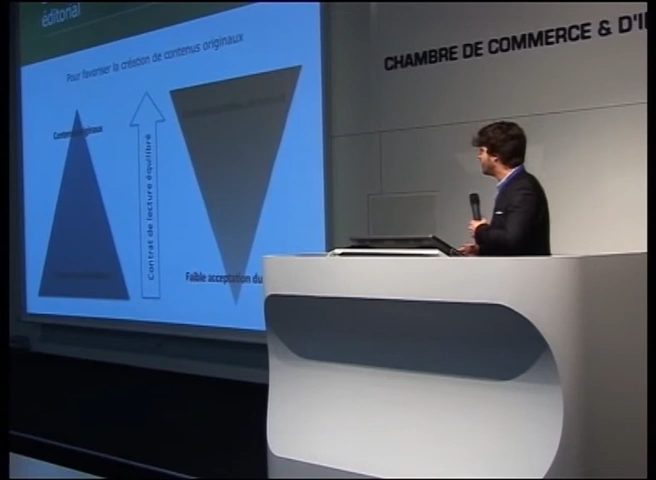 éditorial
Pour favoriser la création de contenus originaux
Contenus originaux
Contrat de lecture équilibré
Faible acceptation du
CHAMBRE DE COMMERCE & D'I